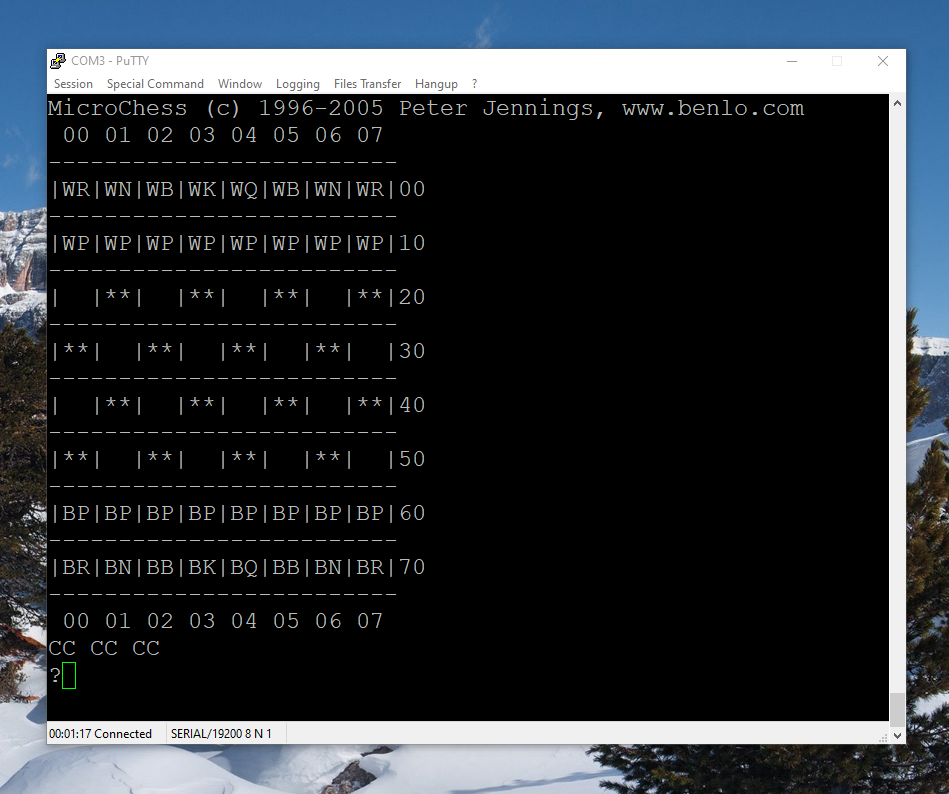 COM3 - PuTTY
Session Special Command Window Logging Files Transfer Hangup ?
MicroChess (c) 1996-2005 Peter Jennings, www.benlo.com
 00 01 02 03 04 05 06 07
-------------------------
|WR|WN|WB|WK|WQ|WB|WN|WR|00
-------------------------
|WP|WP|WP|WP|WP|WP|WP|WP|10
-------------------------
|  |**|  |**|  |**|  |**|20
-------------------------
|**|  |**|  |**|  |**|  |30
-------------------------
|  |**|  |**|  |**|  |**|40
-------------------------
|**|  |**|  |**|  |**|  |50
-------------------------
|BP|BP|BP|BP|BP|BP|BP|BP|60
-------------------------
|BR|BN|BB|BK|BQ|BB|BN|BR|70
-------------------------
 00 01 02 03 04 05 06 07
CC CC CC
?
00:01:17 Connected SERIAL/19200 8 N 1